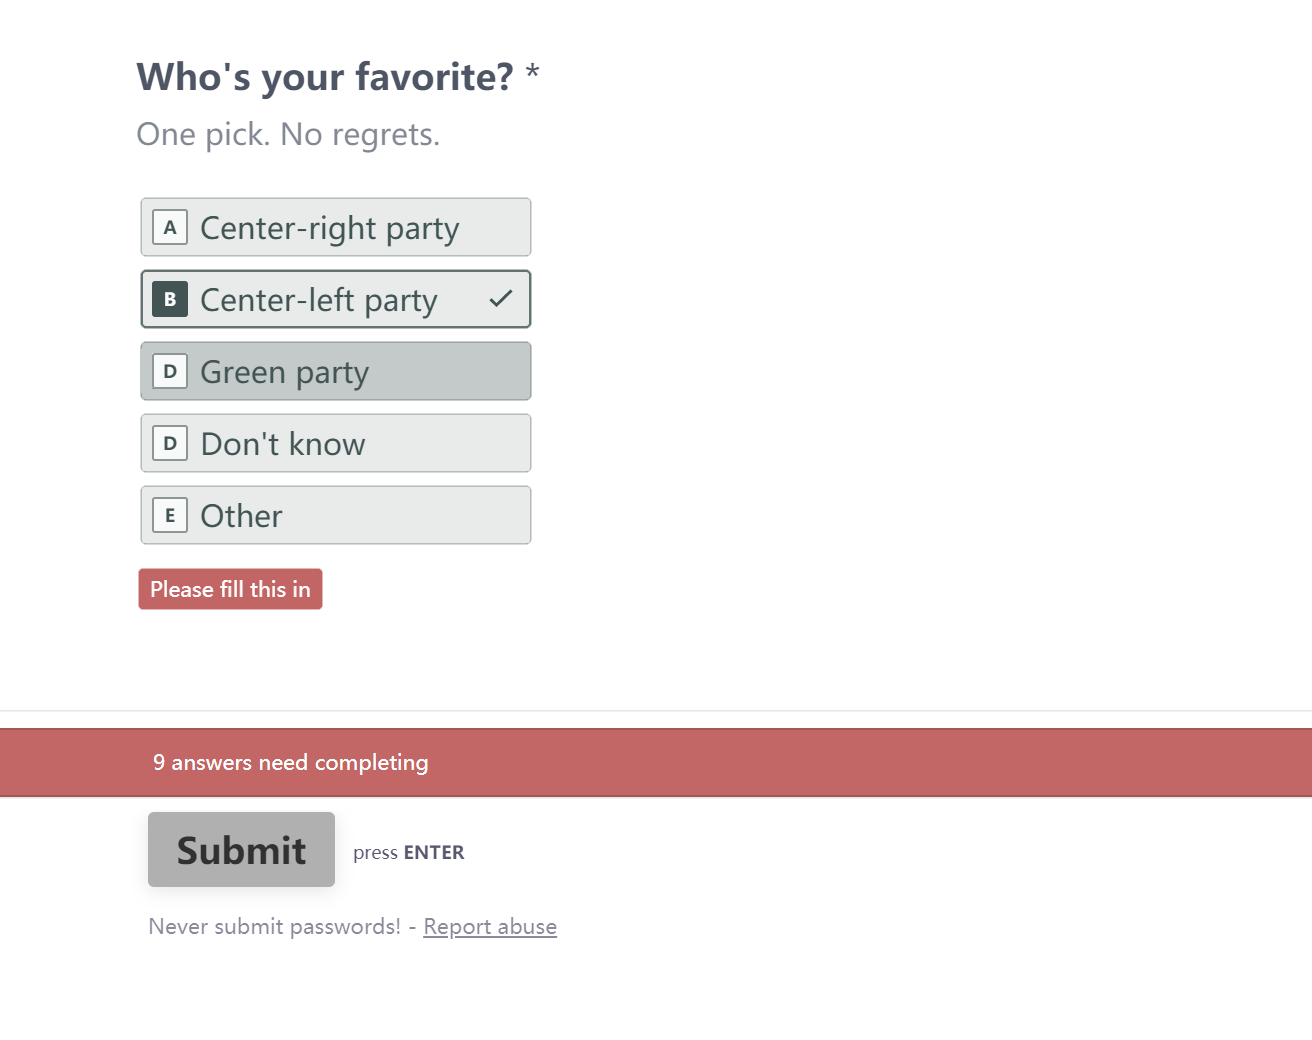 Who's your favorite? *
One pick. No regrets.
A Center-right party
B Center-left party
D Green party
D Don't know
E Other
Please fill this in
9 answers need completing
Submit press ENTER
Never submit passwords! - Report abuse